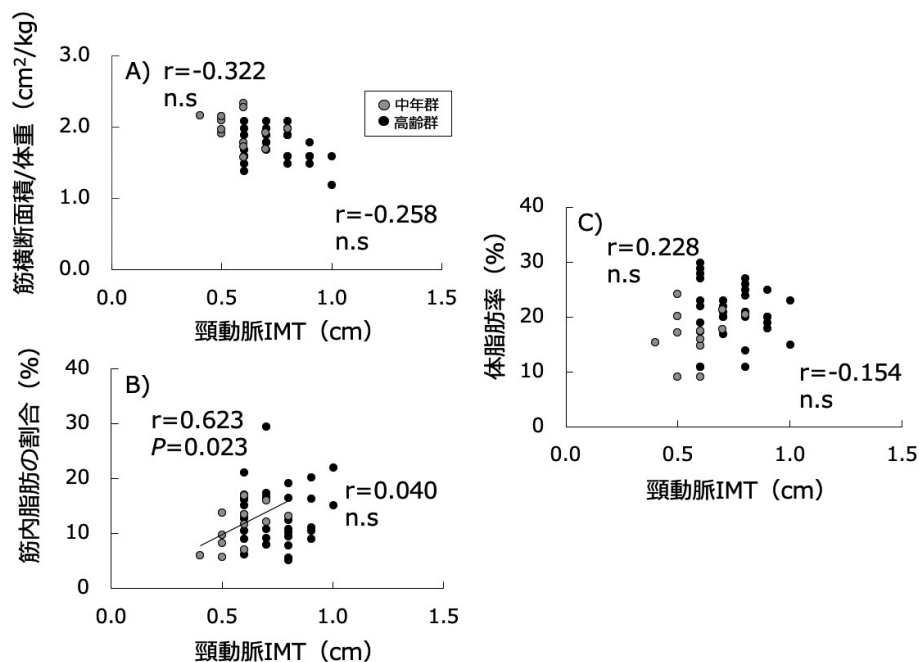 A)
r=-0.322
n.s
中年群
高齢群
r=-0.258
n.s
筋横断面積/体重（cm²/kg）
3.0
2.0
1.0
0.0
0.0
0.5
1.0
1.5
頸動脈IMT（cm）
B)
r=0.623
P=0.023
r=0.040
n.s
筋内脂肪の割合（%）
40
30
20
10
0
0.0
0.5
1.0
1.5
頸動脈IMT（cm）
C)
r=0.228
n.s
r=-0.154
n.s
体脂肪率（%）
40
30
20
10
0
0.0
0.5
1.0
1.5
頸動脈IMT（cm）